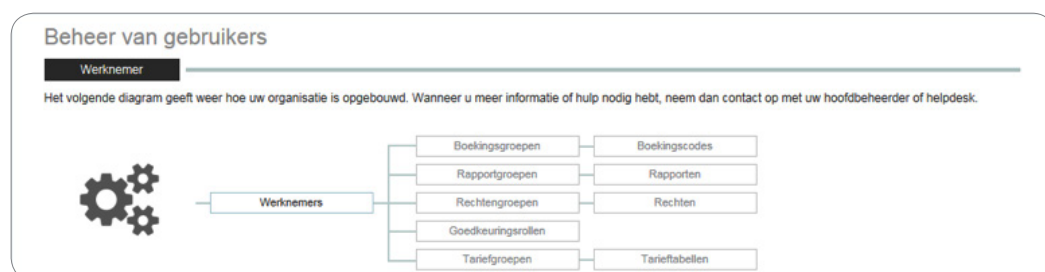 Beheer van gebruikers
Werknemer
Het volgende diagram geeft weer hoe uw organisatie is opgebouwd. Wanneer u meer informatie of hulp nodig hebt, neem dan contact op met uw hoofdbeheerder of helpdesk.
Boekingsgroepen Boekingscodes
Rapportgroepen Rapporten
Werknemers Rechtengroepen Rechten
Goedkeuringsrollen
Tariefgroepen Tarieftabellen